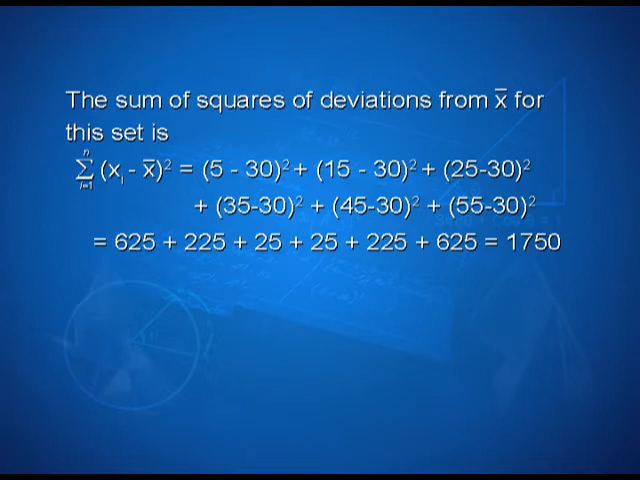 The sum of squares of deviations from x̄ for
this set is
n∑i=1 (xᵢ - x̄)² = (5 - 30)² + (15 - 30)² + (25-30)²
+ (35-30)² + (45-30)² + (55-30)²
= 625 + 225 + 25 + 25 + 225 + 625 = 1750